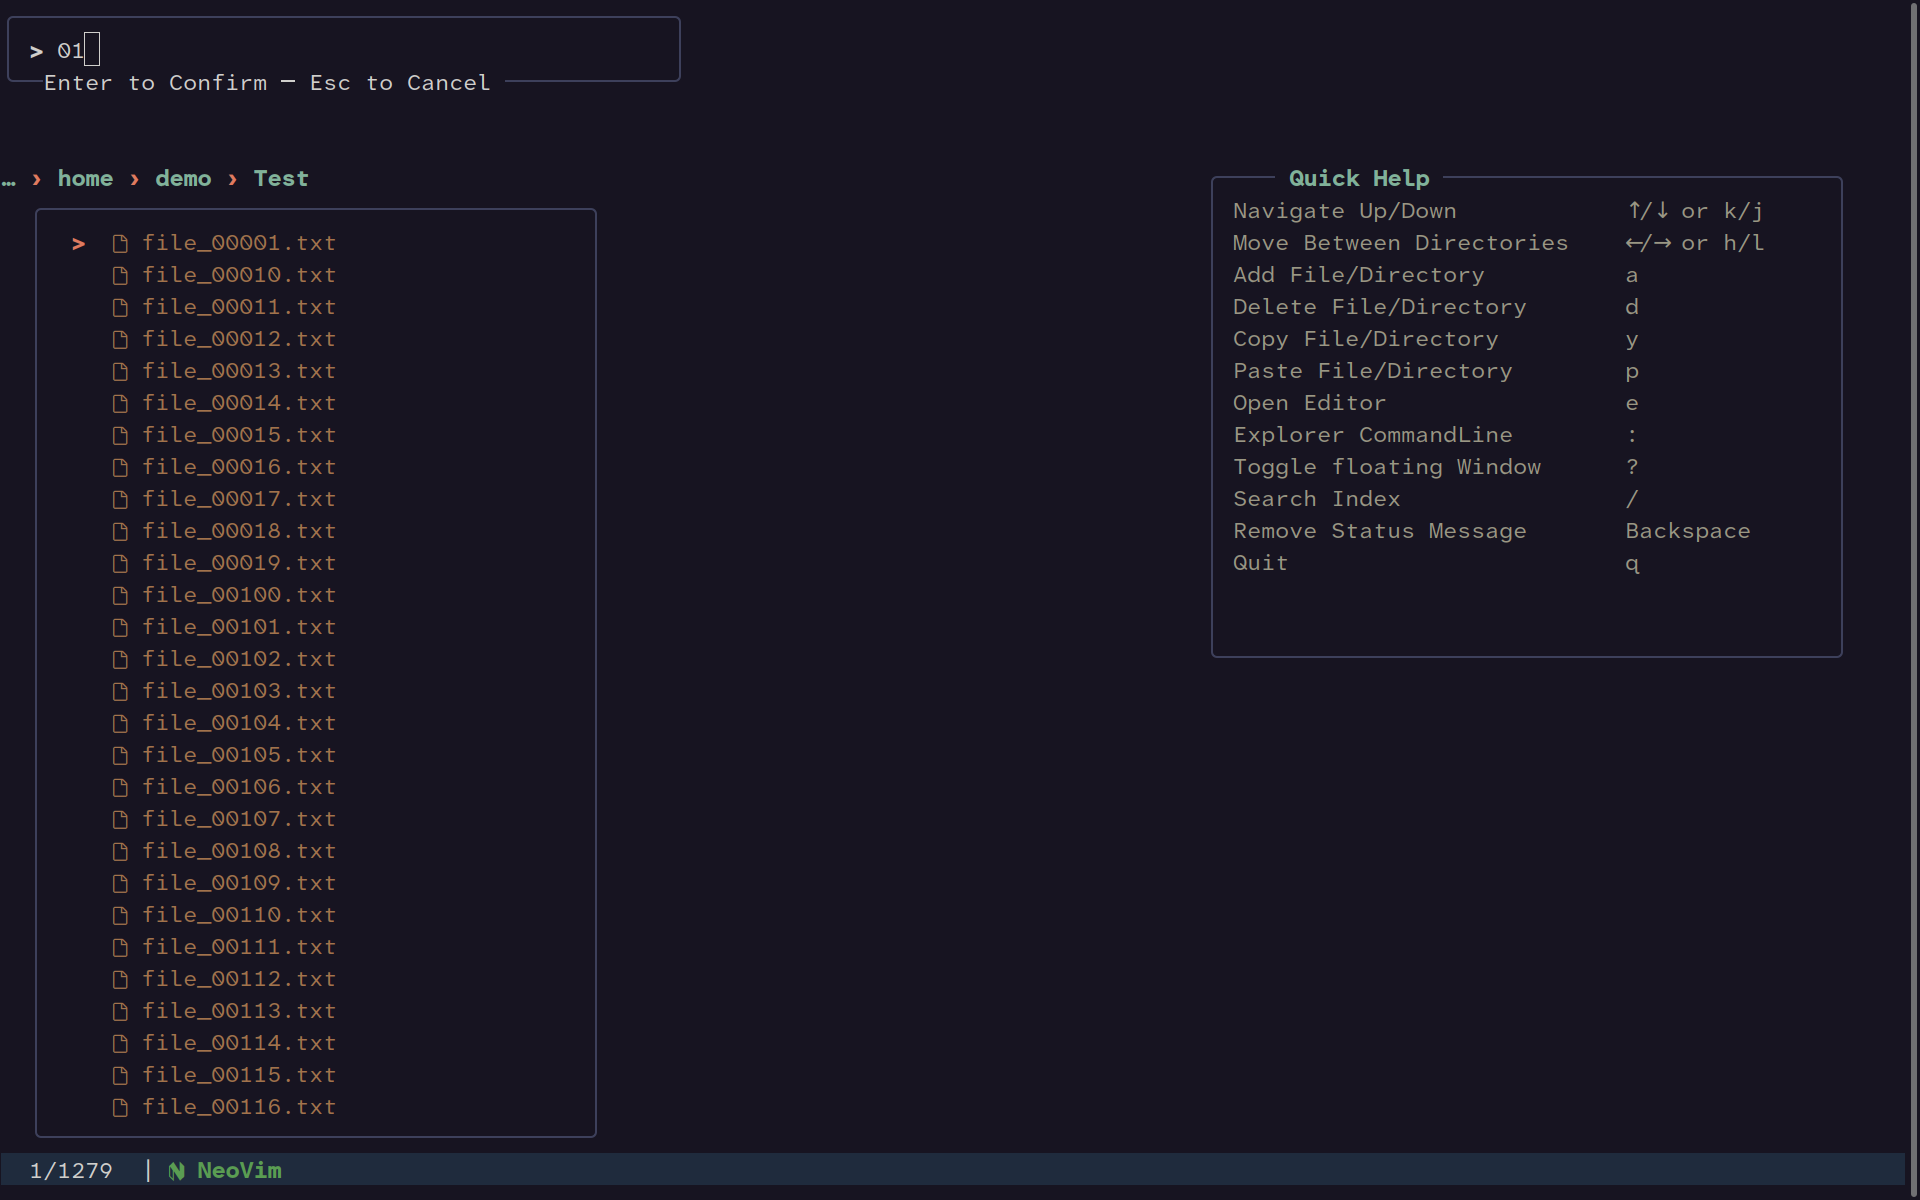 > 01
Enter to Confirm — Esc to Cancel
… › home › demo › Test
> file_00001.txt
file_00010.txt
file_00011.txt
file_00012.txt
file_00013.txt
file_00014.txt
file_00015.txt
file_00016.txt
file_00017.txt
file_00018.txt
file_00019.txt
file_00100.txt
file_00101.txt
file_00102.txt
file_00103.txt
file_00104.txt
file_00105.txt
file_00106.txt
file_00107.txt
file_00108.txt
file_00109.txt
file_00110.txt
file_00111.txt
file_00112.txt
file_00113.txt
file_00114.txt
file_00115.txt
file_00116.txt
Quick Help
Navigate Up/Down ↑/↓ or k/j
Move Between Directories ←/→ or h/l
Add File/Directory a
Delete File/Directory d
Copy File/Directory y
Paste File/Directory p
Open Editor e
Explorer CommandLine :
Toggle floating Window ?
Search Index /
Remove Status Message Backspace
Quit q
1/1279 | NeoVim